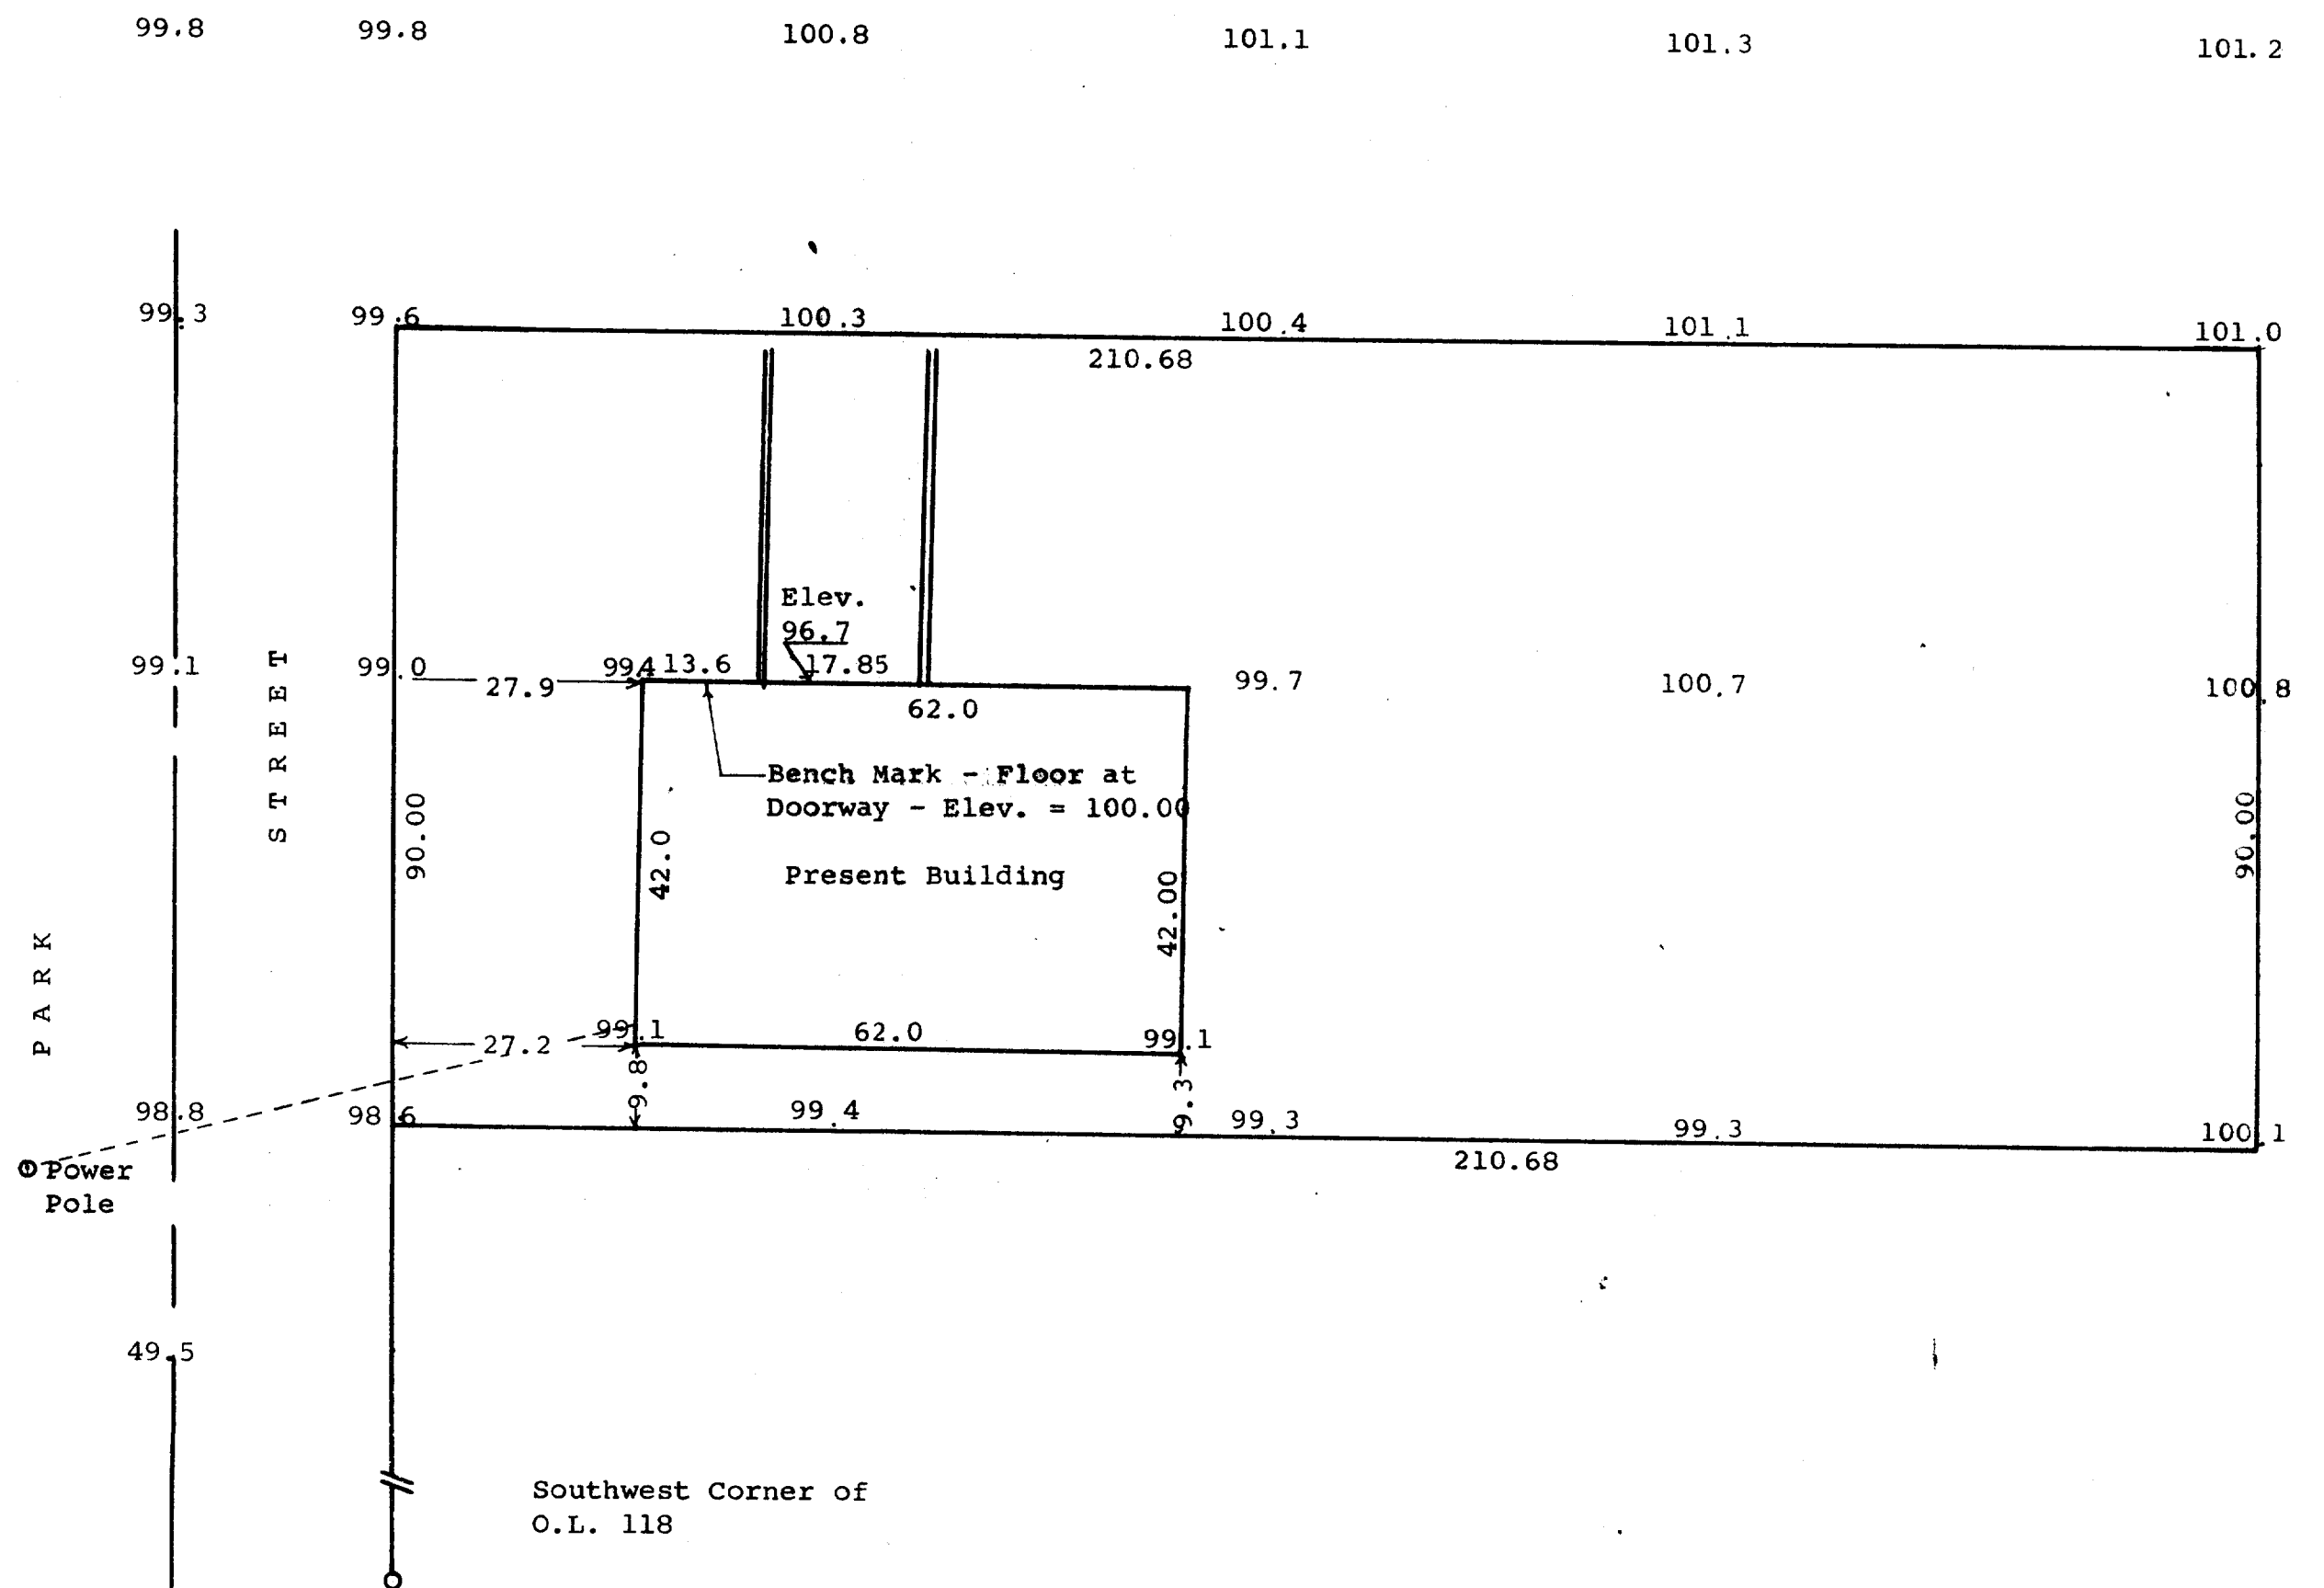 99.8 99.8 100.8 101.1 101.3 101.2
99.3 99.6 100.3 100.4 101.1 101.0
210.68
Elev.
96.7
99.1 99.0 27.9 99.4 13.6 17.85 99.7 100.7 100.8
62.0
STREET
Bench Mark - Floor at
Doorway - Elev. = 100.00
90.00
42.0
Present Building
42.00
90.00
PARK
27.2 99.1 62.0 99.1
9.8
9.3
98.8 98.6 99.4 99.3 99.3 100.1
210.68
Power
Pole
49.5
Southwest Corner of
O.L. 118